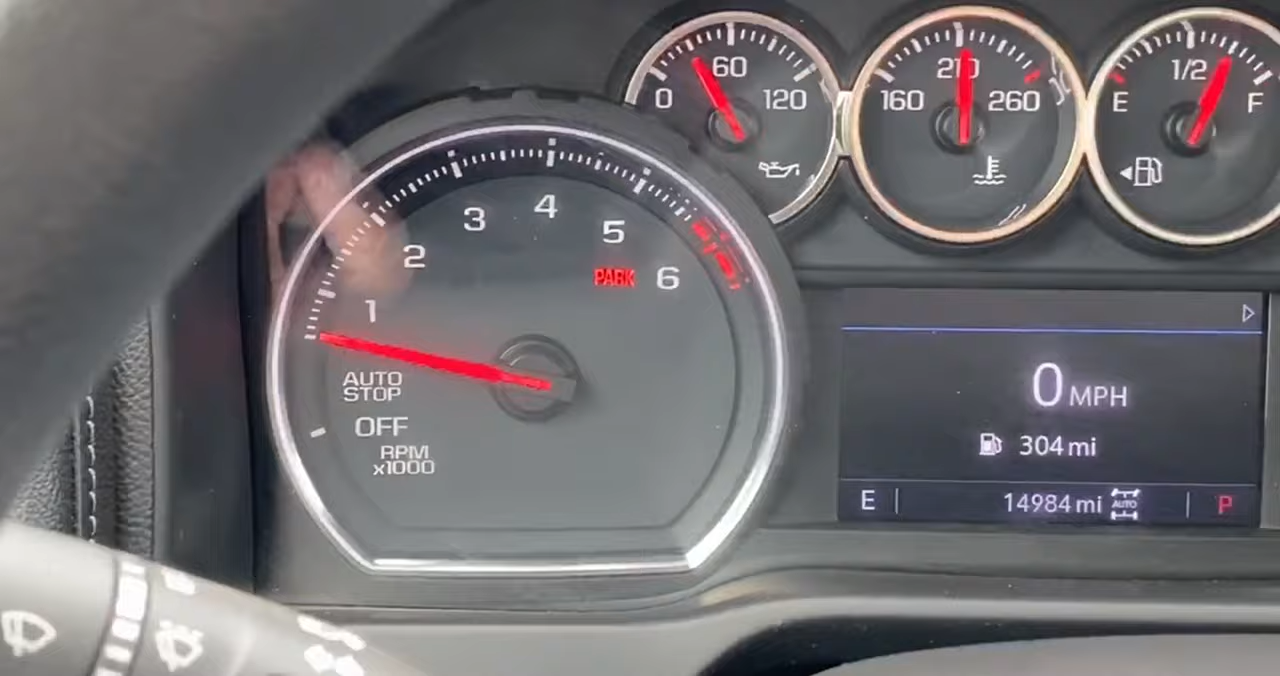 0 60 120
160 210 260
E 1/2 F
1 2 3 4 5 6
PARK
AUTO
STOP
OFF
RPM
x1000
0 MPH
304 mi
E 14984 mi AUTO P